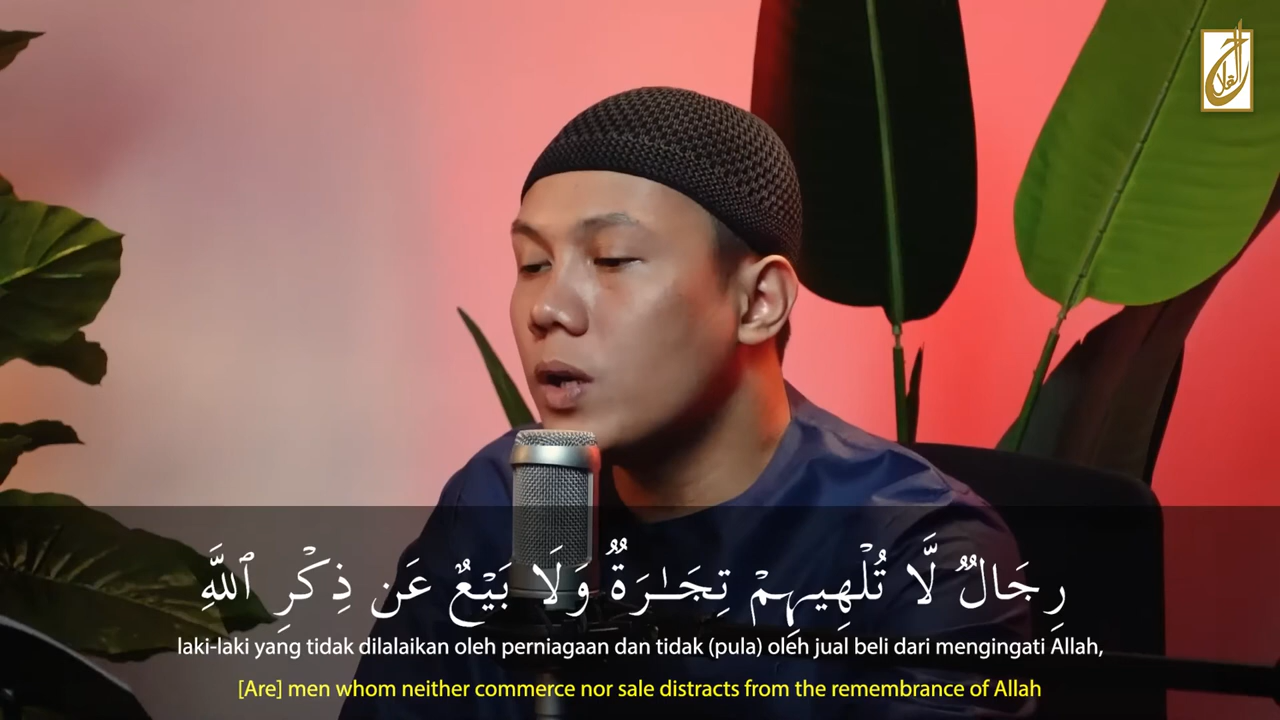 رِجَالٌ لَّا تُلْهِيهِمْ تِجَـٰرَةٌ وَلَا بَيْعٌ عَن ذِكْرِ ٱللَّهِ
laki-laki yang tidak dilalaikan oleh perniagaan dan tidak (pula) oleh jual beli dari mengingati Allah,
[Are] men whom neither commerce nor sale distracts from the remembrance of Allah